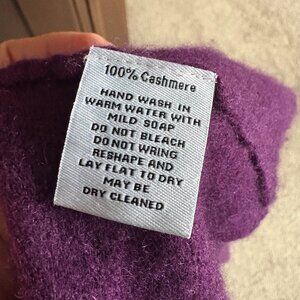 100% Cashmere
HAND WASH IN
WARM WATER WITH
MILD SOAP
DO NOT BLEACH
DO NOT WRING
RESHAPE AND
LAY FLAT TO DRY
MAY BE
DRY CLEANED